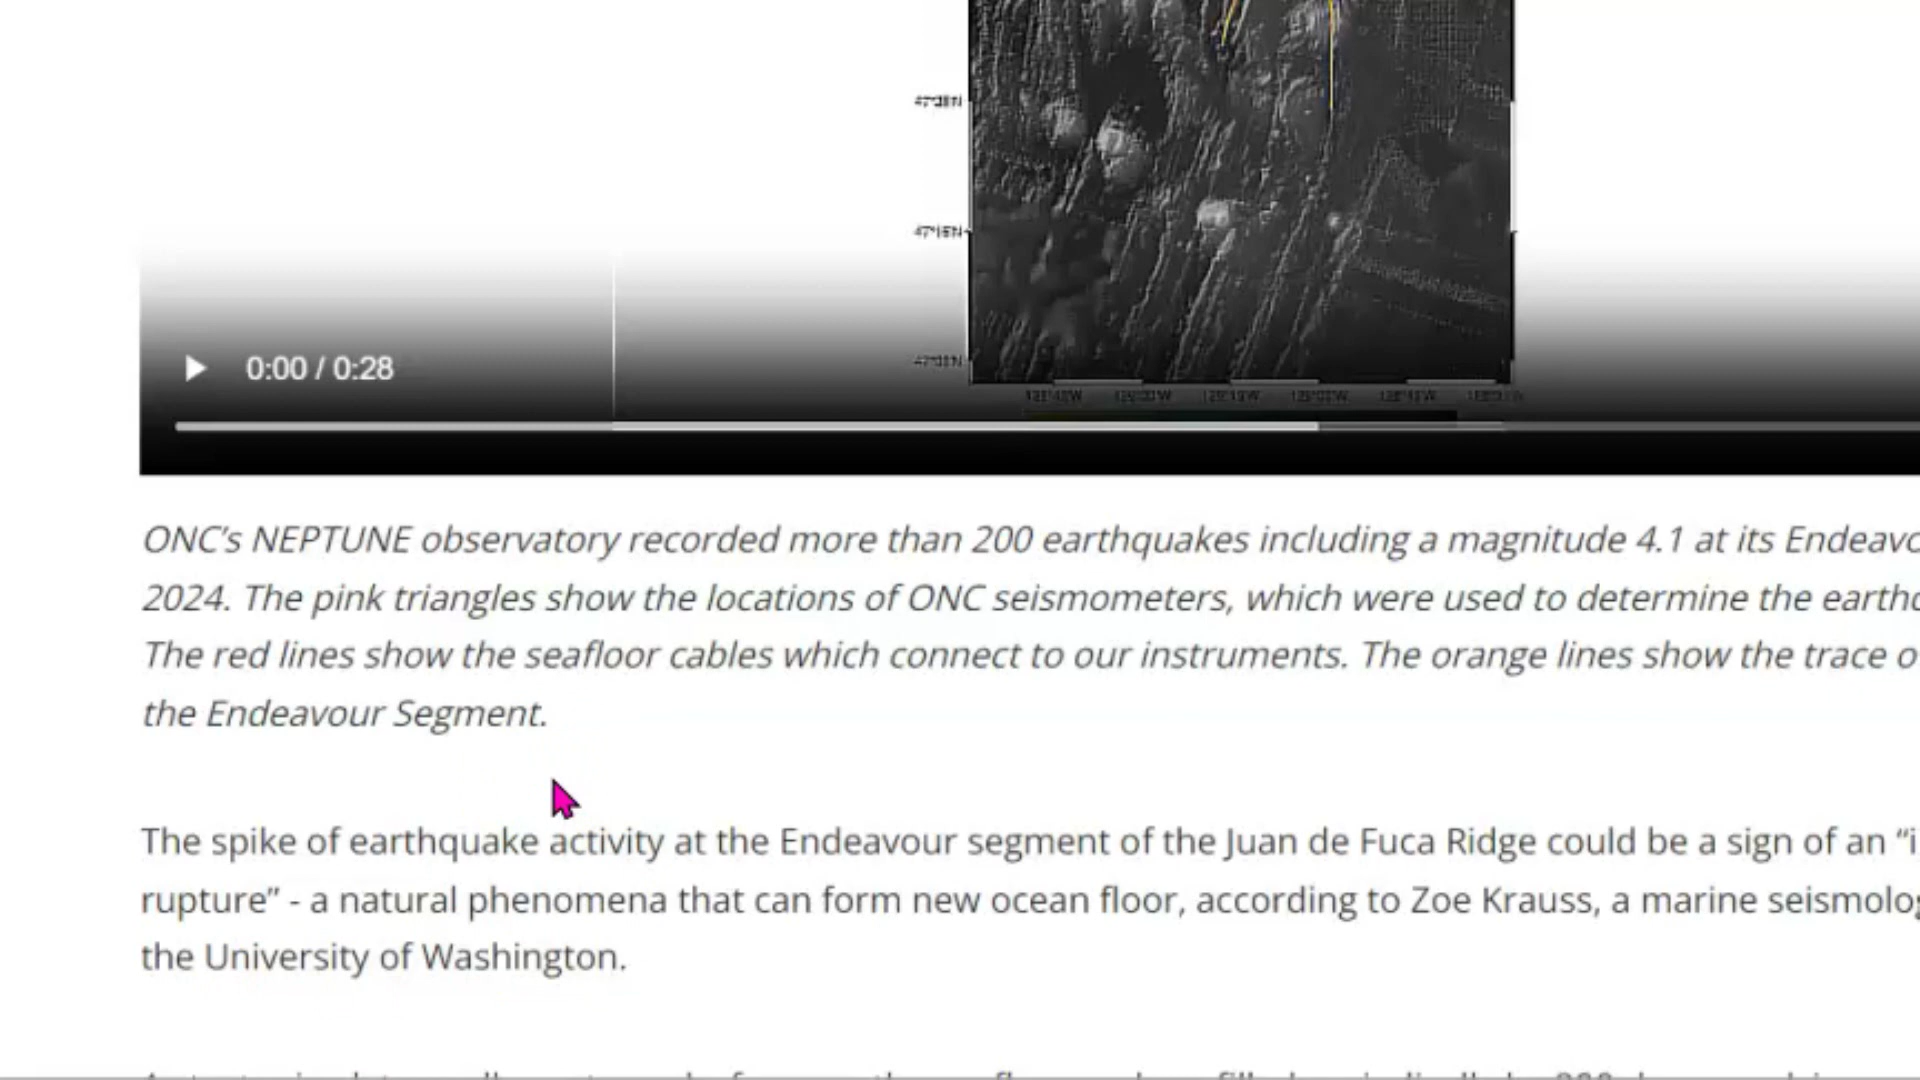 47°15'N
0:00 / 0:28
ONC's NEPTUNE observatory recorded more than 200 earthquakes including a magnitude 4.1 at its
2024. The pink triangles show the locations of ONC seismometers, which were used to determine the
The red lines show the seafloor cables which connect to our instruments. The orange lines show the trace
the Endeavour Segment.
The spike of earthquake activity at the Endeavour segment of the Juan de Fuca Ridge could be a sign of an
rupture” - a natural phenomena that can form new ocean floor, according to Zoe Krauss, a marine
the University of Washington.